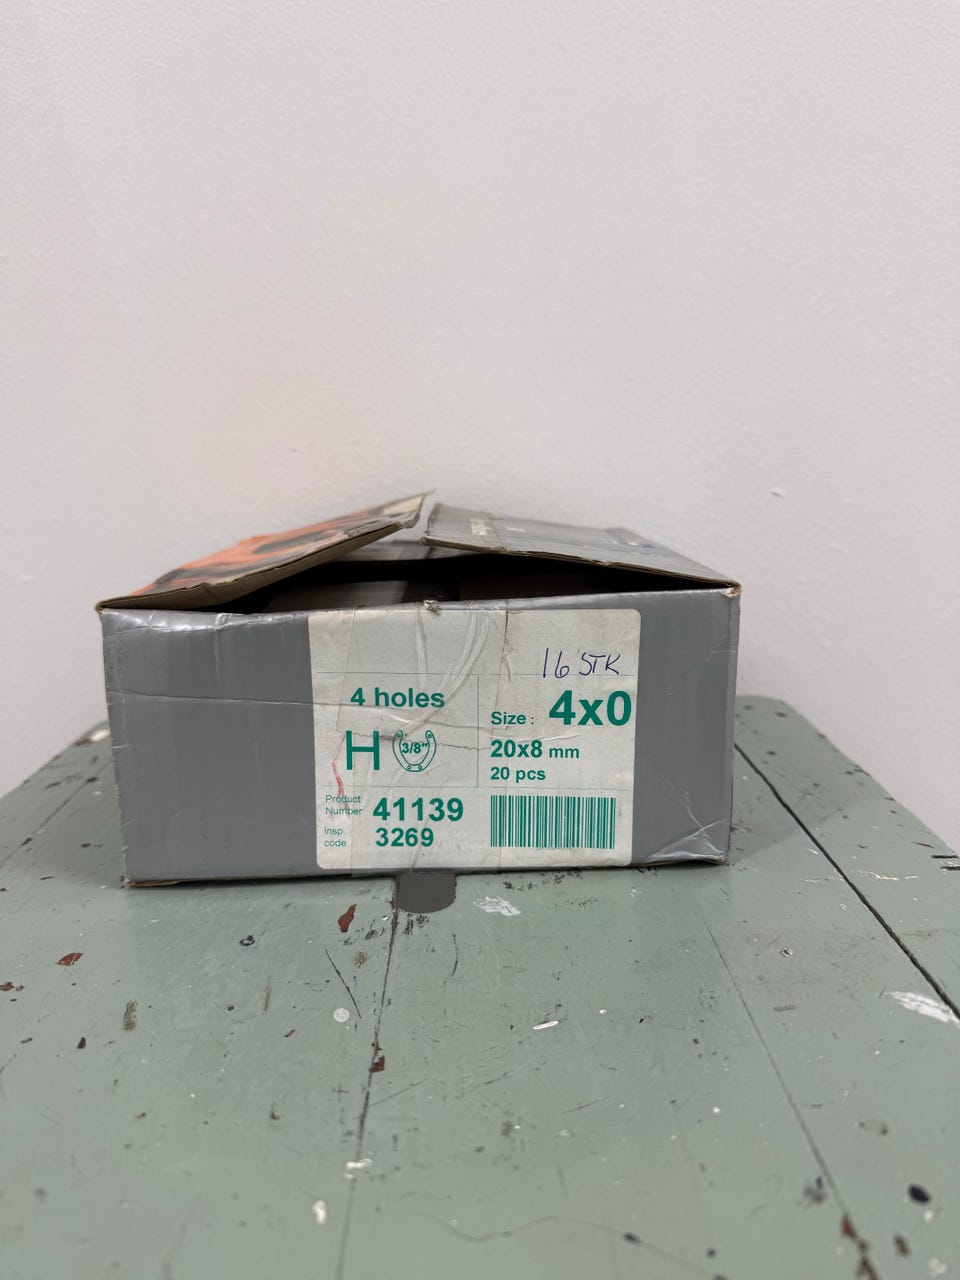 16 STK
4 holes
Size : 4x0
H 3/8"
20x8 mm
20 pcs
Product
Number 41139
Insp
code 3269